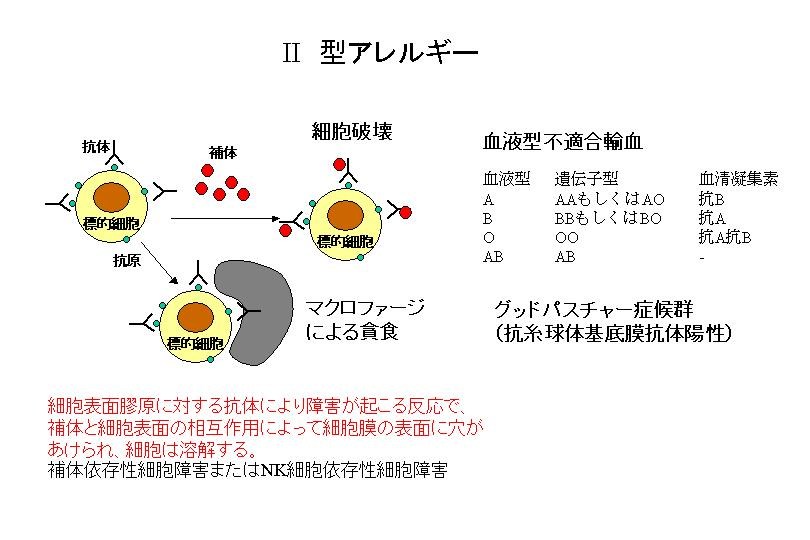 Ⅱ 型アレルギー
抗体
補体
細胞破壊
標的細胞
標的細胞
抗原
標的細胞
マクロファージ
による貪食
血液型不適合輸血
血液型 遺伝子型 血清凝集素
A AAもしくはAO 抗B
B BBもしくはBO 抗A
O OO 抗A抗B
AB AB -
グッドパスチャー症候群
(抗糸球体基底膜抗体陽性)
細胞表面膠原に対する抗体により障害が起こる反応で、
補体と細胞表面の相互作用によって細胞膜の表面に穴が
あけられ、細胞は溶解する。
補体依存性細胞障害またはNK細胞依存性細胞障害